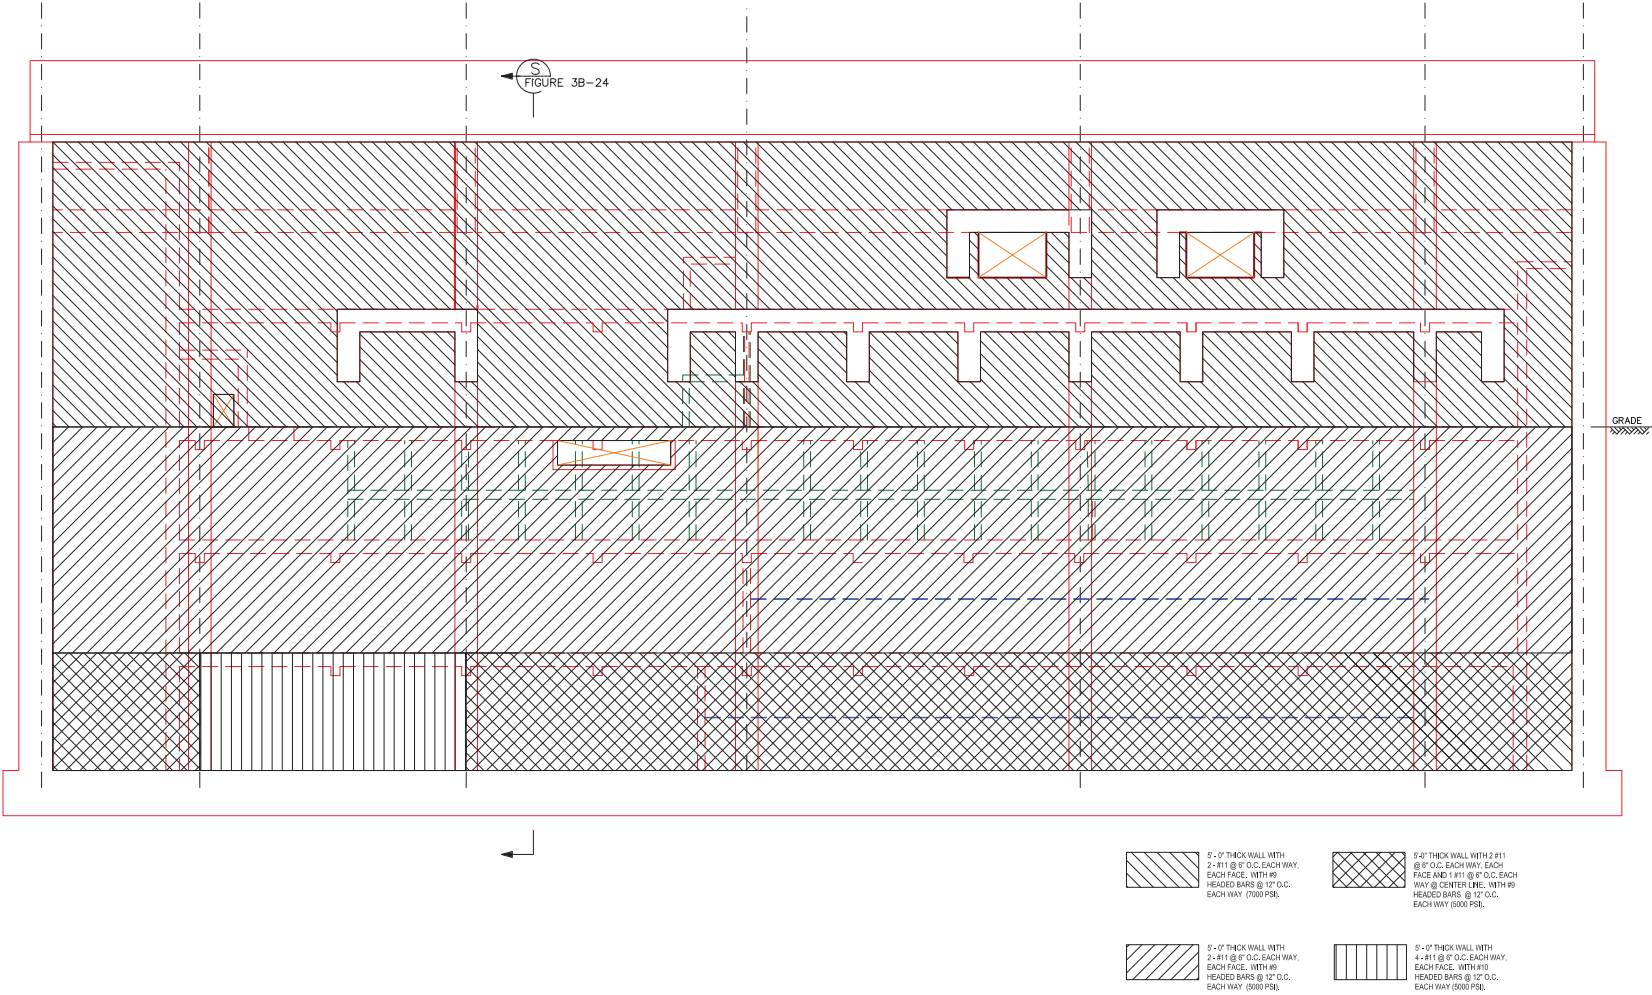 S
FIGURE 3B-24
GRADE
5'- 0" THICK WALL WITH
2 - #11 @ 6" O.C. EACH WAY,
EACH FACE. WITH #9
HEADED BARS @ 12" O.C.
EACH WAY (7000 PSI).
5'-0" THICK WALL WITH 2 #11
@ 6" O.C. EACH WAY, EACH
FACE AND 1 #11 @ 6" O.C. EACH
WAY @ CENTER LINE. WITH #9
HEADED BARS @ 12" O.C.
EACH WAY (5000 PSI).
5'- 0" THICK WALL WITH
2 - #11 @ 6" O.C. EACH WAY,
EACH FACE. WITH #9
HEADED BARS @ 12" O.C.
EACH WAY (5000 PSI).
5'- 0" THICK WALL WITH
4 - #11 @ 6" O.C. EACH WAY,
EACH FACE. WITH #10
HEADED BARS @ 12" O.C.
EACH WAY (5000 PSI).